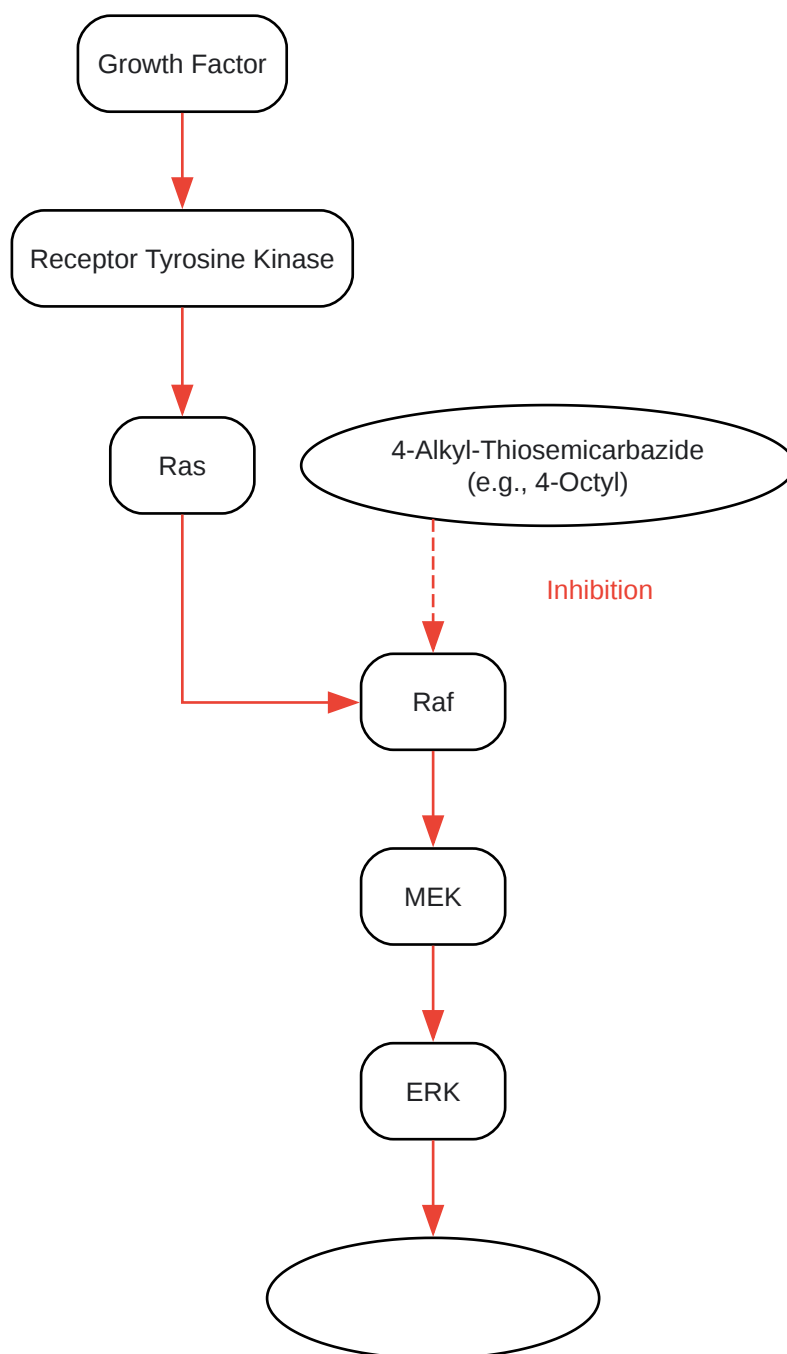 Growth Factor
Receptor Tyrosine Kinase
Ras
4-Alkyl-Thiosemicarbazide
(e.g., 4-Octyl)
Inhibition
Raf
MEK
ERK